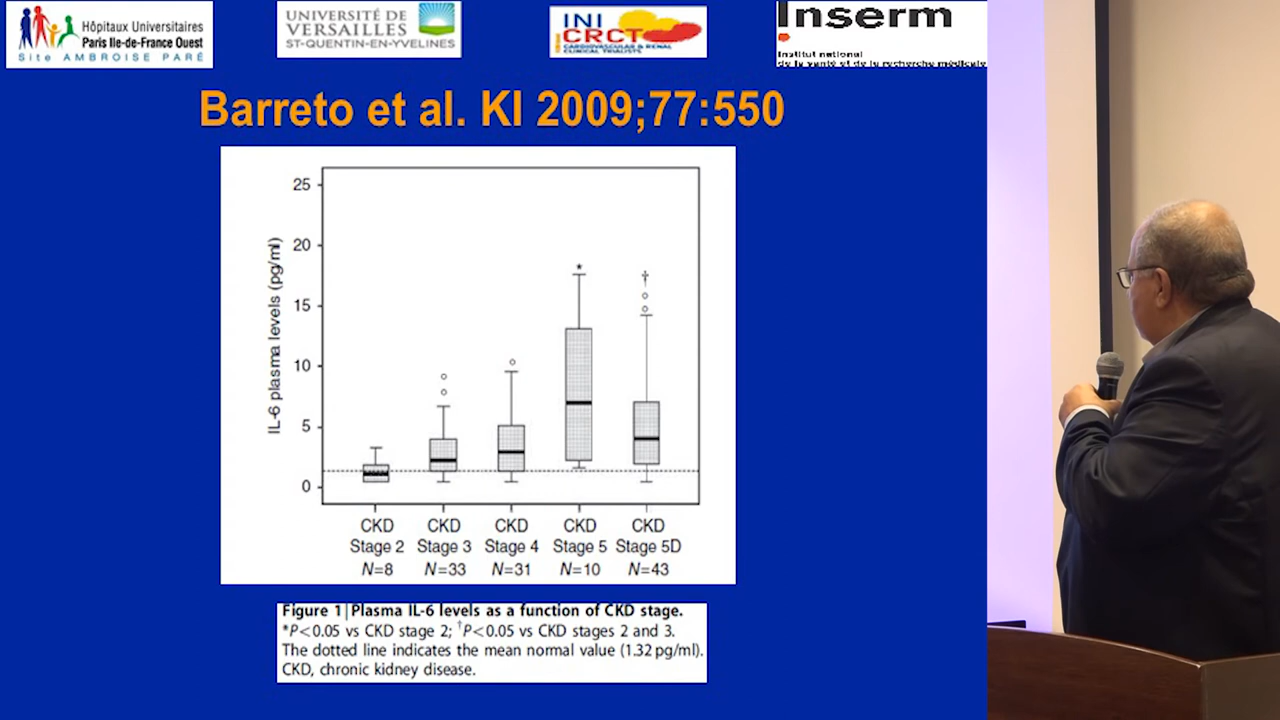 Hôpitaux Universitaires
Paris Ile-de-France Ouest
Site AMBROISE PARÉ
UNIVERSITÉ DE
VERSAILLES
ST-QUENTIN-EN-YVELINES
INI
CRCT
CARDIOVASCULAR & RENAL
CLINICAL TRIALISTS
Inserm
Institut national
de la santé et de la recherche médicale
Barreto et al. KI 2009;77:550
IL-6 plasma levels (pg/ml)
25
20
15
10
5
0
*
†
CKD CKD CKD CKD CKD
Stage 2 Stage 3 Stage 4 Stage 5 Stage 5D
N=8 N=33 N=31 N=10 N=43
Figure 1|Plasma IL-6 levels as a function of CKD stage.
*P<0.05 vs CKD stage 2; †P<0.05 vs CKD stages 2 and 3.
The dotted line indicates the mean normal value (1.32 pg/ml).
CKD, chronic kidney disease.